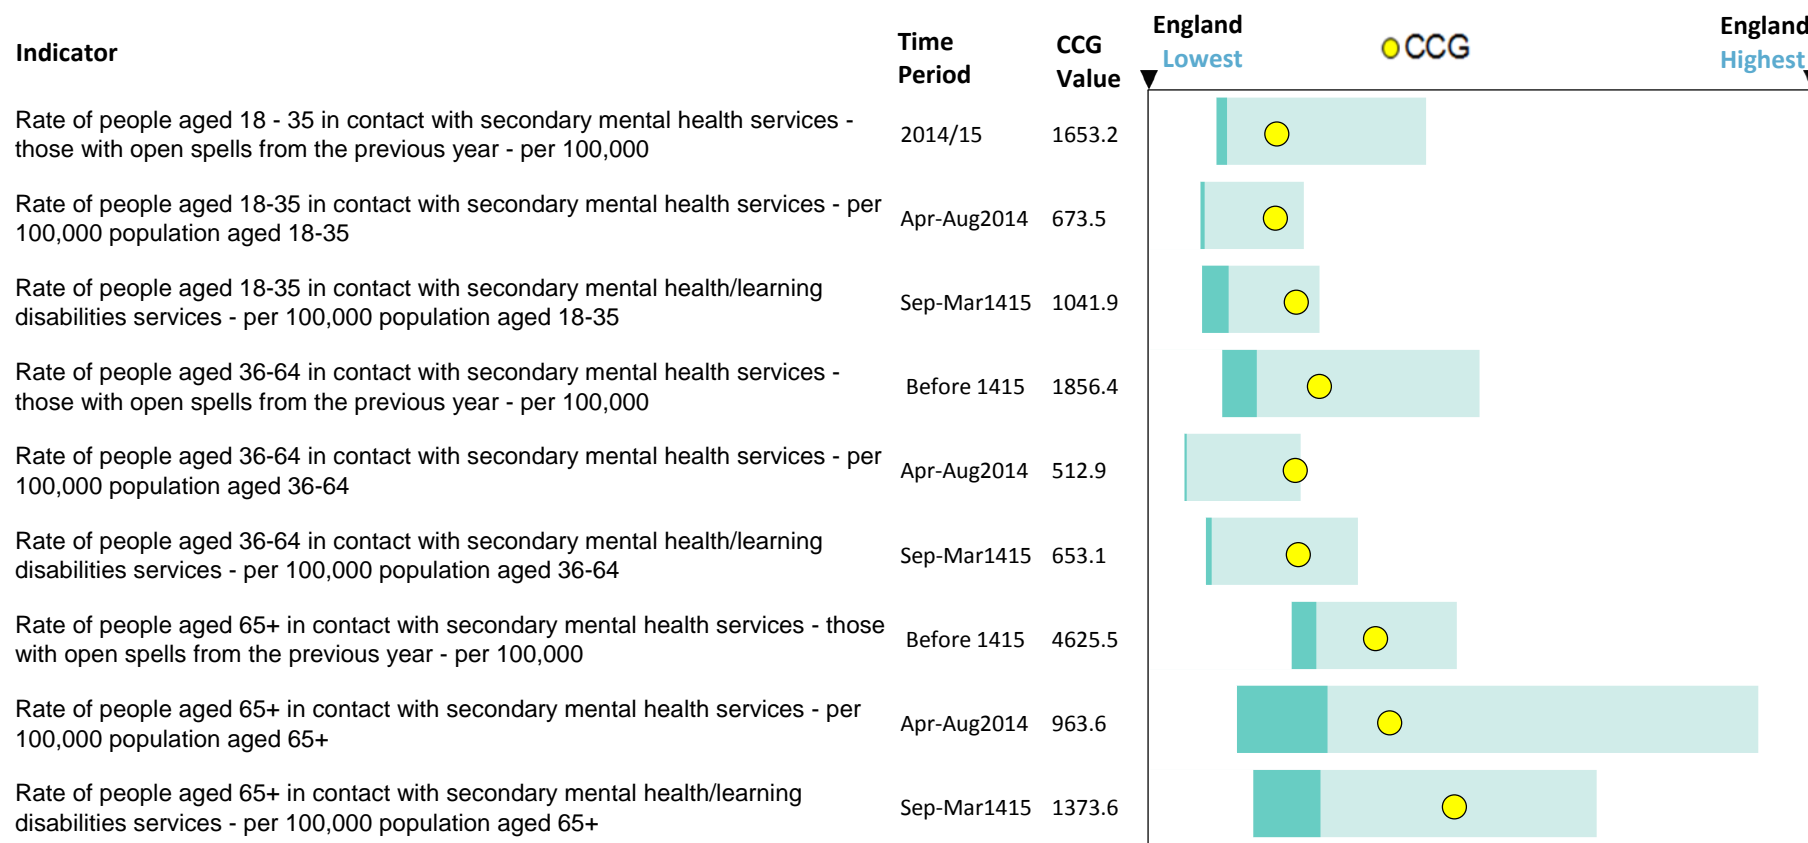 Indicator
Time Period
CCG Value
England Lowest
CCG
England Highest
Rate of people aged 18 - 35 in contact with secondary mental health services -
those with open spells from the previous year - per 100,000
2014/15 1653.2
Rate of people aged 18-35 in contact with secondary mental health services - per
100,000 population aged 18-35
Apr-Aug2014 673.5
Rate of people aged 18-35 in contact with secondary mental health/learning
disabilities services - per 100,000 population aged 18-35
Sep-Mar1415 1041.9
Rate of people aged 36-64 in contact with secondary mental health services -
those with open spells from the previous year - per 100,000
Before 1415 1856.4
Rate of people aged 36-64 in contact with secondary mental health services - per
100,000 population aged 36-64
Apr-Aug2014 512.9
Rate of people aged 36-64 in contact with secondary mental health/learning
disabilities services - per 100,000 population aged 36-64
Sep-Mar1415 653.1
Rate of people aged 65+ in contact with secondary mental health services - those
with open spells from the previous year - per 100,000
Before 1415 4625.5
Rate of people aged 65+ in contact with secondary mental health services - per
100,000 population aged 65+
Apr-Aug2014 963.6
Rate of people aged 65+ in contact with secondary mental health/learning
disabilities services - per 100,000 population aged 65+
Sep-Mar1415 1373.6